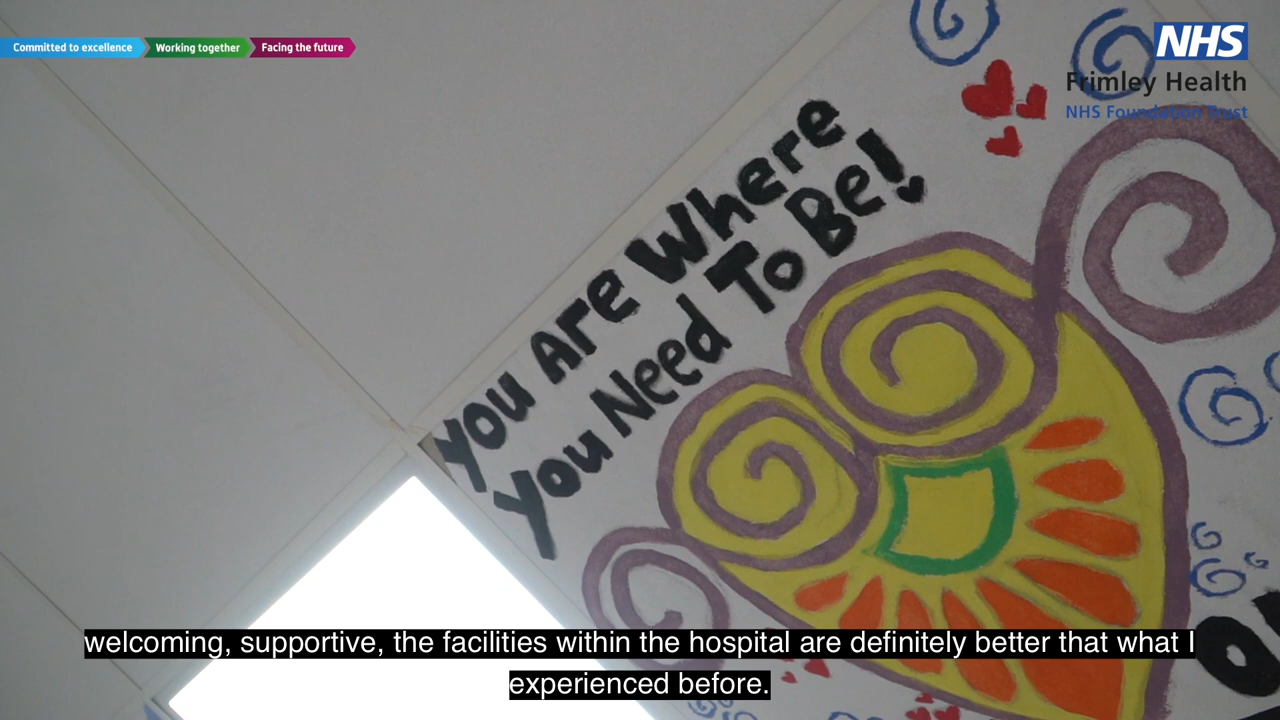 Committed to excellence
Working together
Facing the future
NHS
Frimley Health
NHS Foundation Trust
you Are Where
you Need To Be!
welcoming, supportive, the facilities within the hospital are definitely better that what I
experienced before.